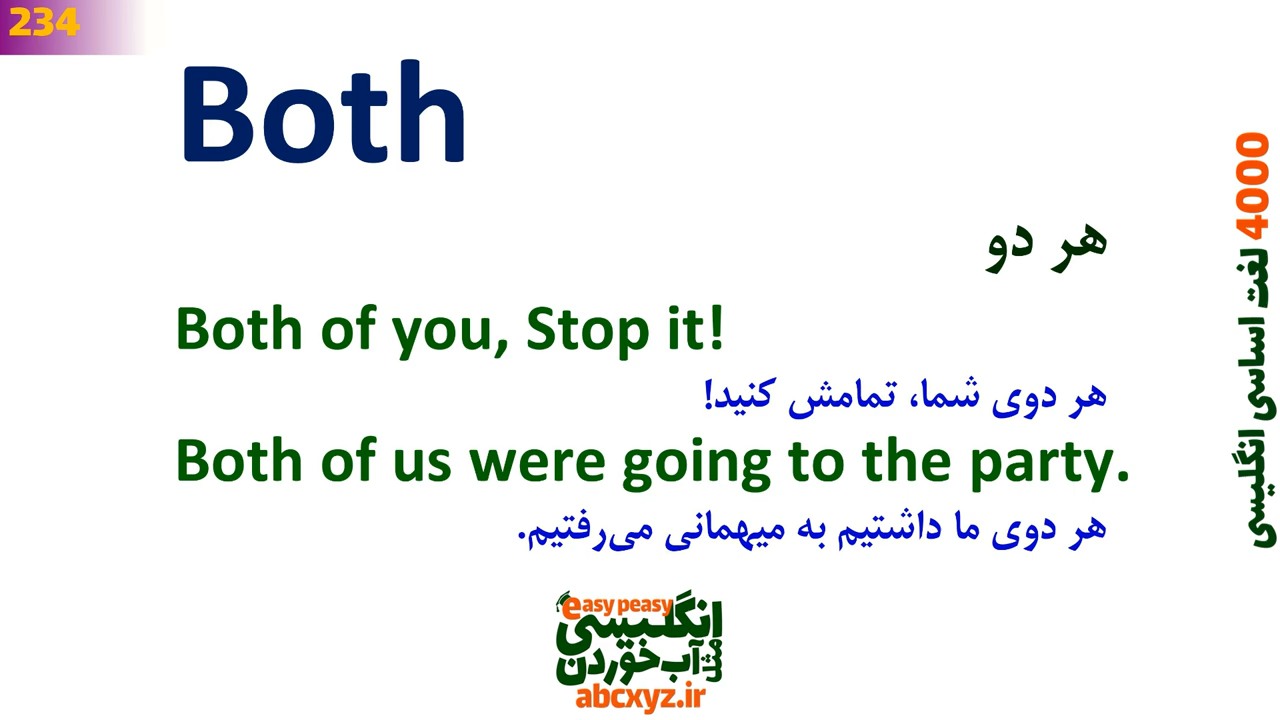 234
Both
هر دو
Both of you, Stop it!
هر دوی شما، تمامش کنید!
Both of us were going to the party.
هر دوی ما داشتیم به میهمانی می‌رفتیم.
4000 لغت اساسی انگلیسی
easy peasy
انگلیسی
مثل آب خوردن
abcxyz.ir